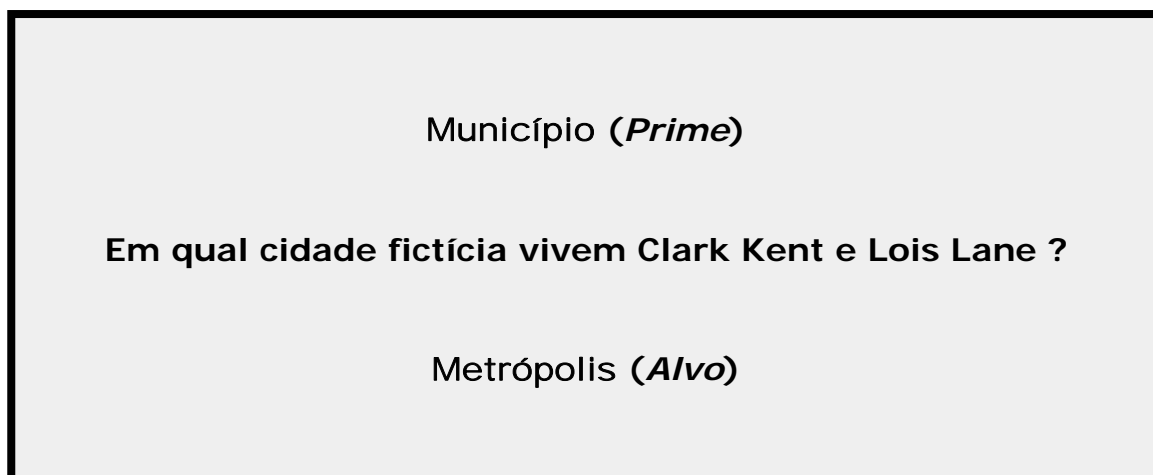 Município (Prime)
Em qual cidade fictícia vivem Clark Kent e Lois Lane ?
Metrópolis (Alvo)